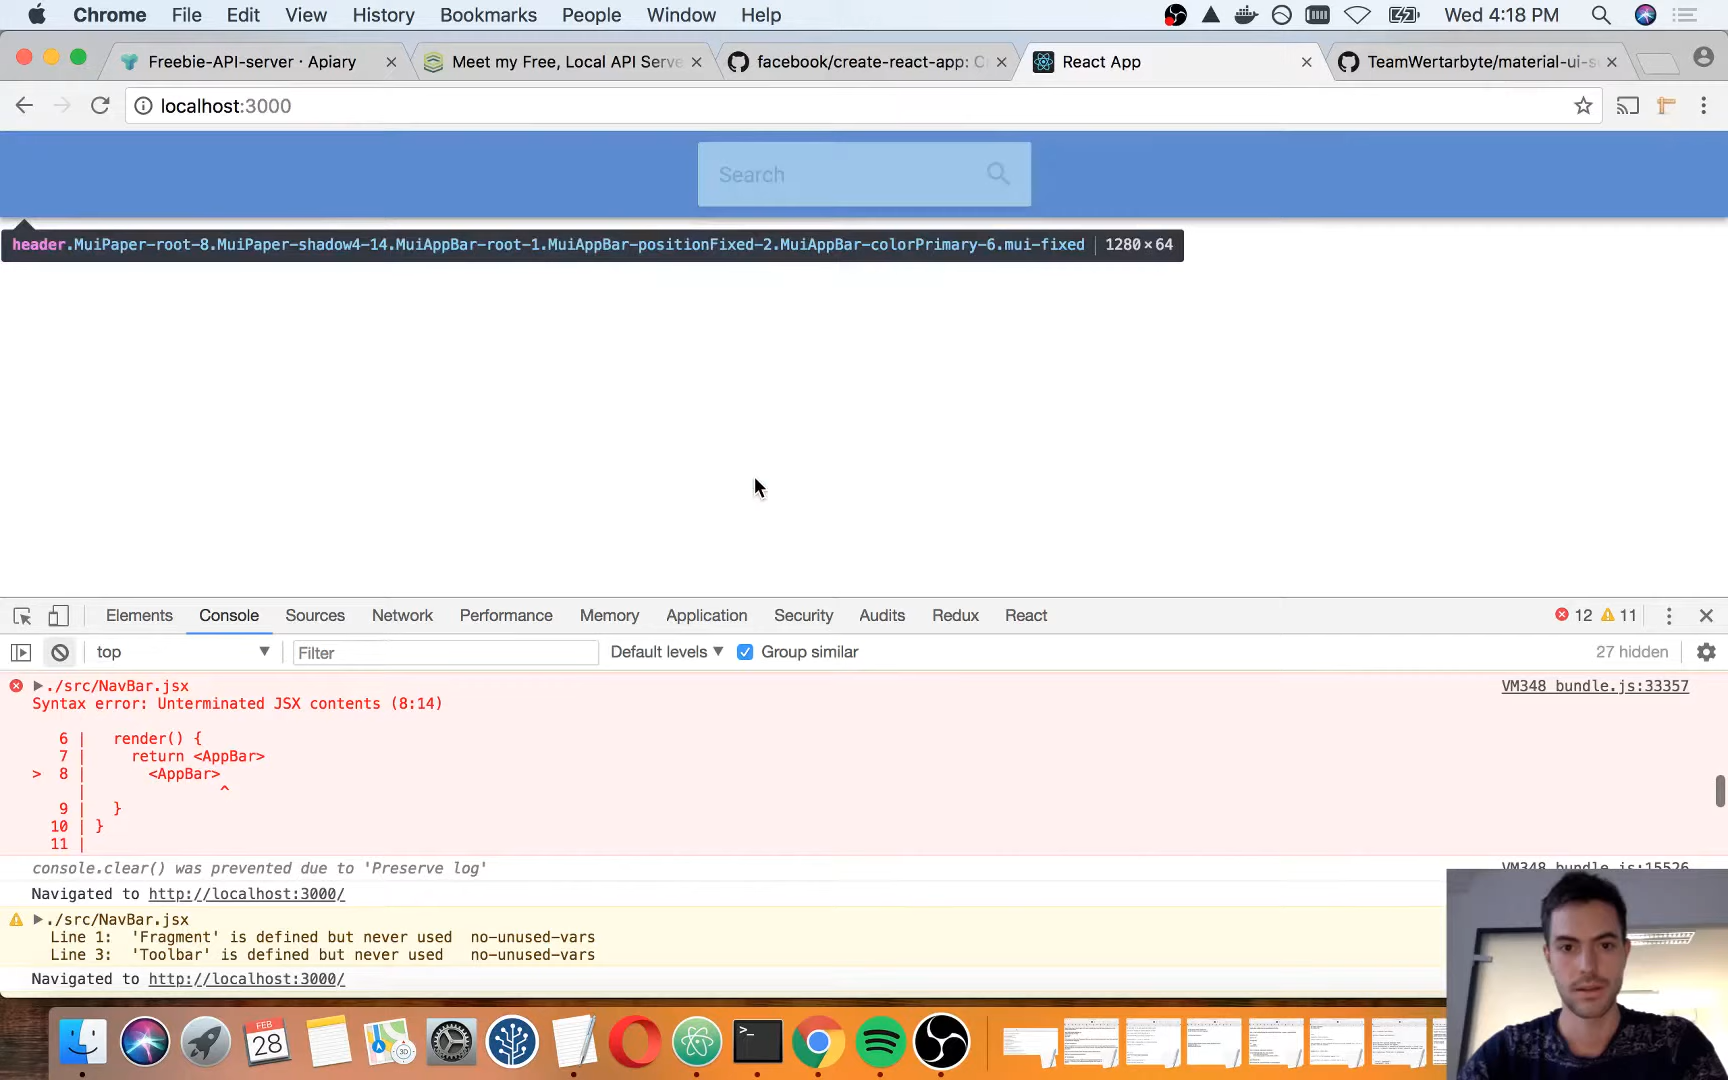 Chrome File Edit View History Bookmarks People Window Help Wed 4:18 PM
Freebie-API-server · Apiary Meet my Free, Local API Serve facebook/create-react-app: C React App TeamWertarbyte/material-ui-s
localhost:3000
Search
header.MuiPaper-root-8.MuiPaper-shadow4-14.MuiAppBar-root-1.MuiAppBar-positionFixed-2.MuiAppBar-colorPrimary-6.mui-fixed 1280×64
Elements Console Sources Network Performance Memory Application Security Audits Redux React 12 11
top Filter Default levels Group similar 27 hidden
./src/NavBar.jsx VM348 bundle.js:33357
Syntax error: Unterminated JSX contents (8:14)
6 | render() {
7 | return <AppBar>
> 8 | <AppBar>
| ^
9 | }
10 | }
11 |
console.clear() was prevented due to 'Preserve log' VM348 bundle.js:15526
Navigated to http://localhost:3000/
./src/NavBar.jsx
Line 1: 'Fragment' is defined but never used no-unused-vars
Line 3: 'Toolbar' is defined but never used no-unused-vars
Navigated to http://localhost:3000/
FEB
28
3D
>_